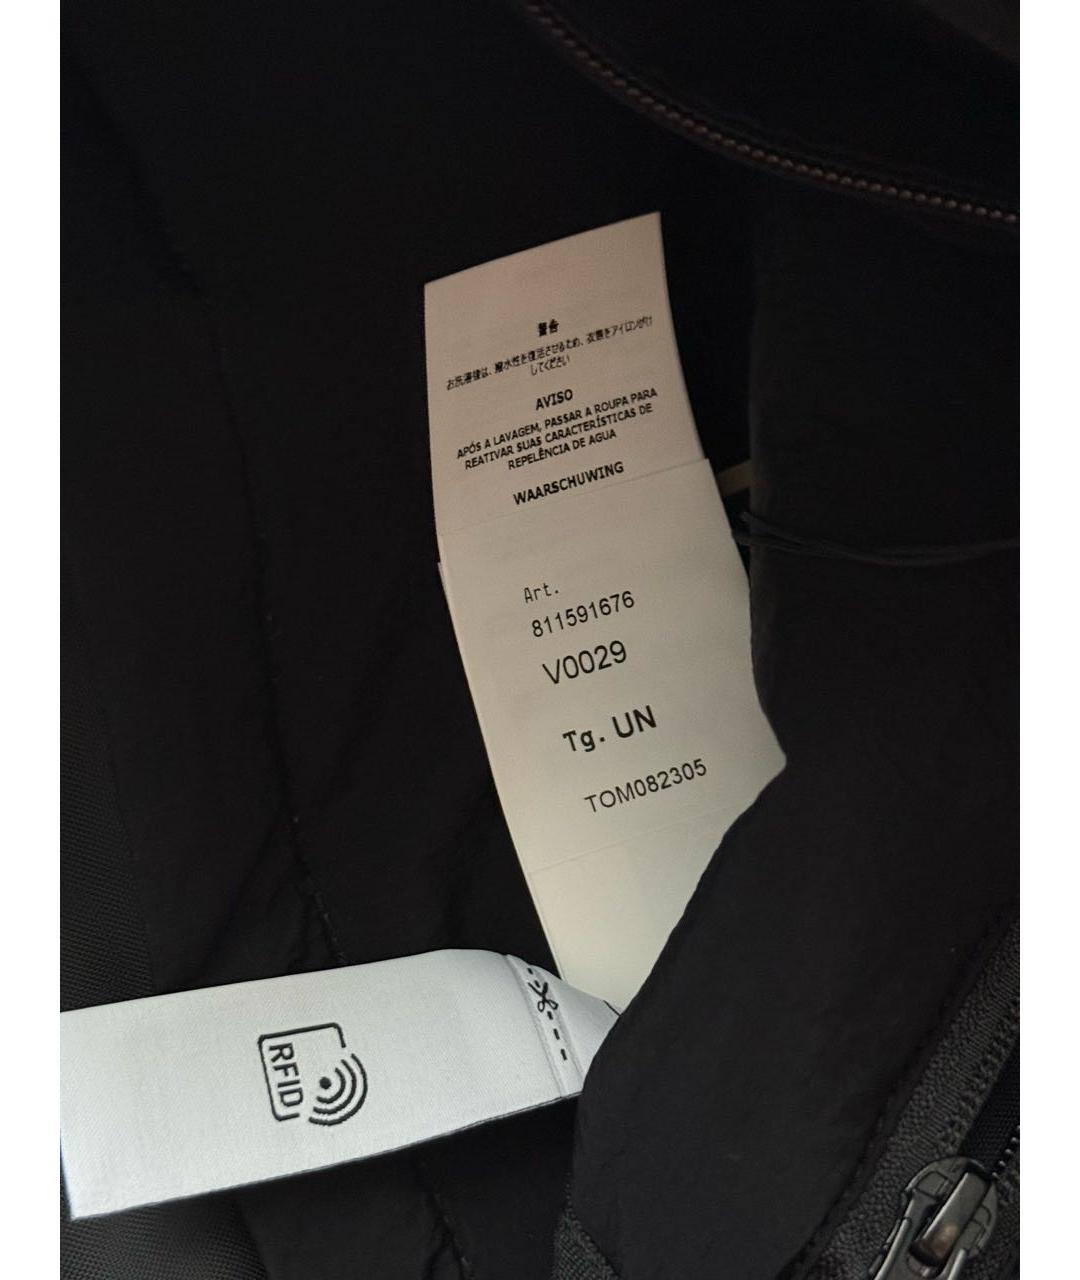 警告
お洗濯後は、撥水性を復活させるため、衣類をアイロンがけ
してください
AVISO
APÓS A LAVAGEM, PASSAR A ROUPA PARA
REATIVAR SUAS CARACTERÍSTICAS DE
REPELÊNCIA DE AGUA
WAARSCHUWING
Art.
811591676
V0029
Tg. UN
TOM082305
RFID